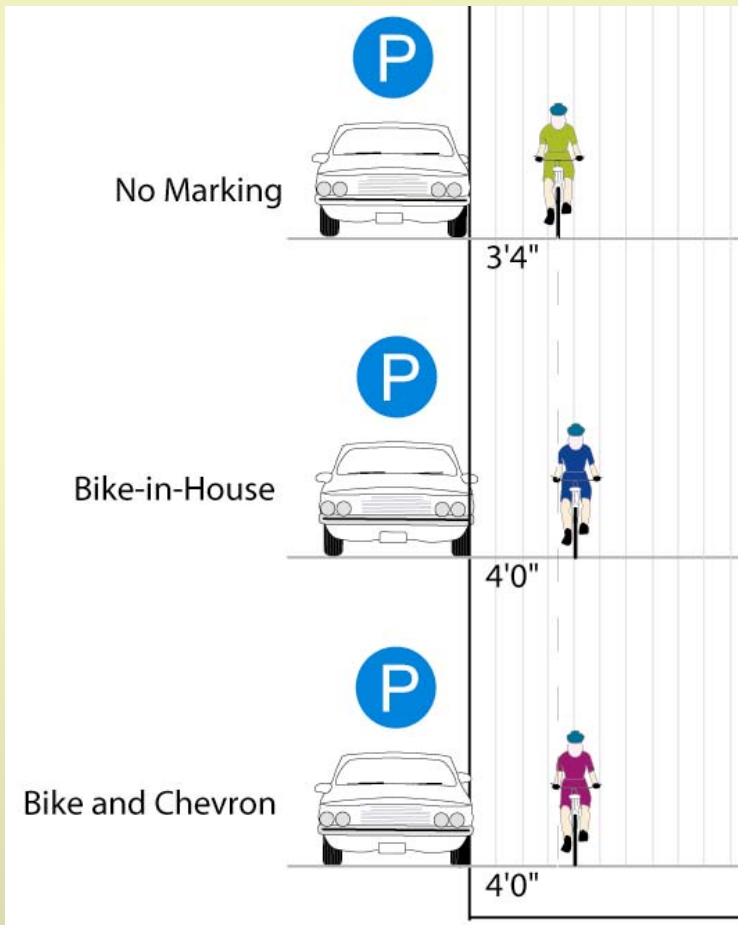 P
No Marking
3'4"
P
Bike-in-House
4'0"
P
Bike and Chevron
4'0"